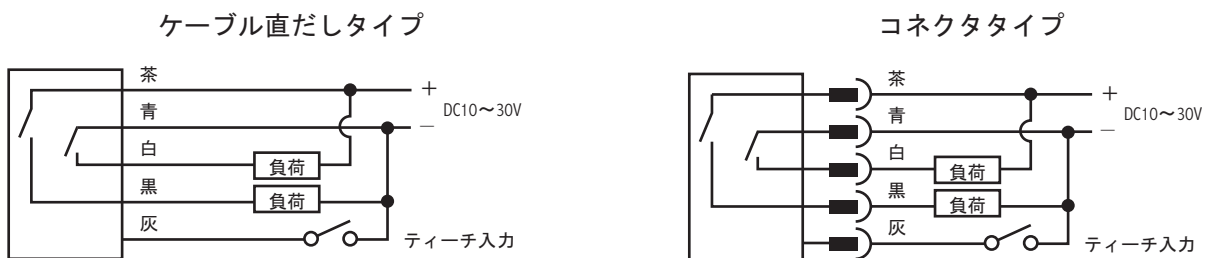 ケーブル直だしタイプ
茶
+
DC10〜30V
青
−
白
負荷
黒
負荷
灰
ティーチ入力
コネクタタイプ
茶
+
DC10〜30V
青
−
白
負荷
黒
負荷
灰
ティーチ入力